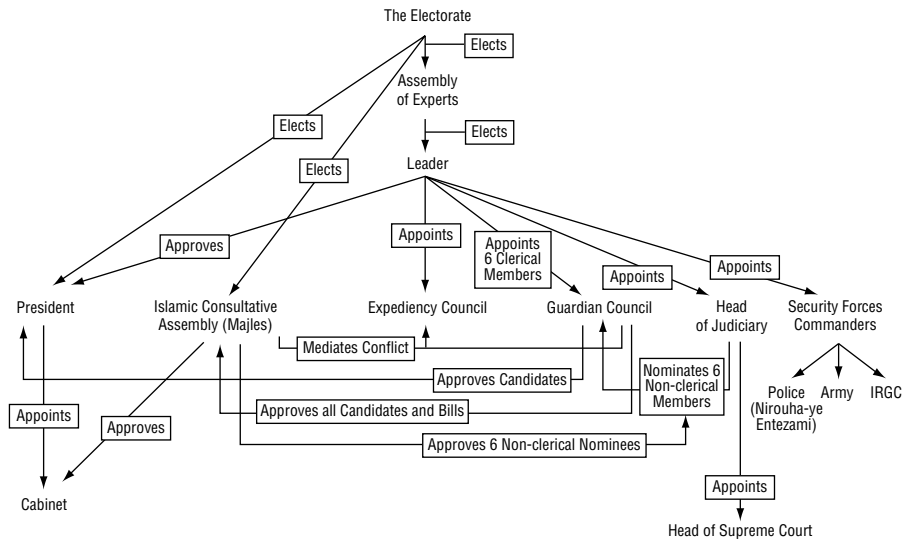 The Electorate
Elects
Assembly
of Experts
Elects
Elects
Elects
Leader
Approves
Appoints
Appoints
6 Clerical
Members
Appoints
Appoints
President
Islamic Consultative
Assembly (Majles)
Expediency Council
Guardian Council
Head
of Judiciary
Security Forces
Commanders
Mediates Conflict
Approves Candidates
Nominates 6
Non-clerical
Members
Police
(Nirouha-ye
Entezami)
Army
IRGC
Appoints
Approves
Approves all Candidates and Bills
Approves 6 Non-clerical Nominees
Cabinet
Appoints
Head of Supreme Court